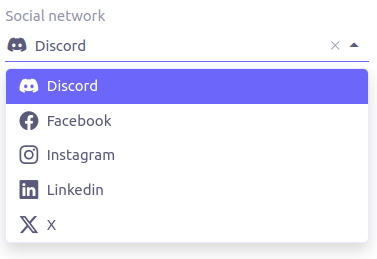 Social network
Discord
Discord
Facebook
Instagram
Linkedin
X